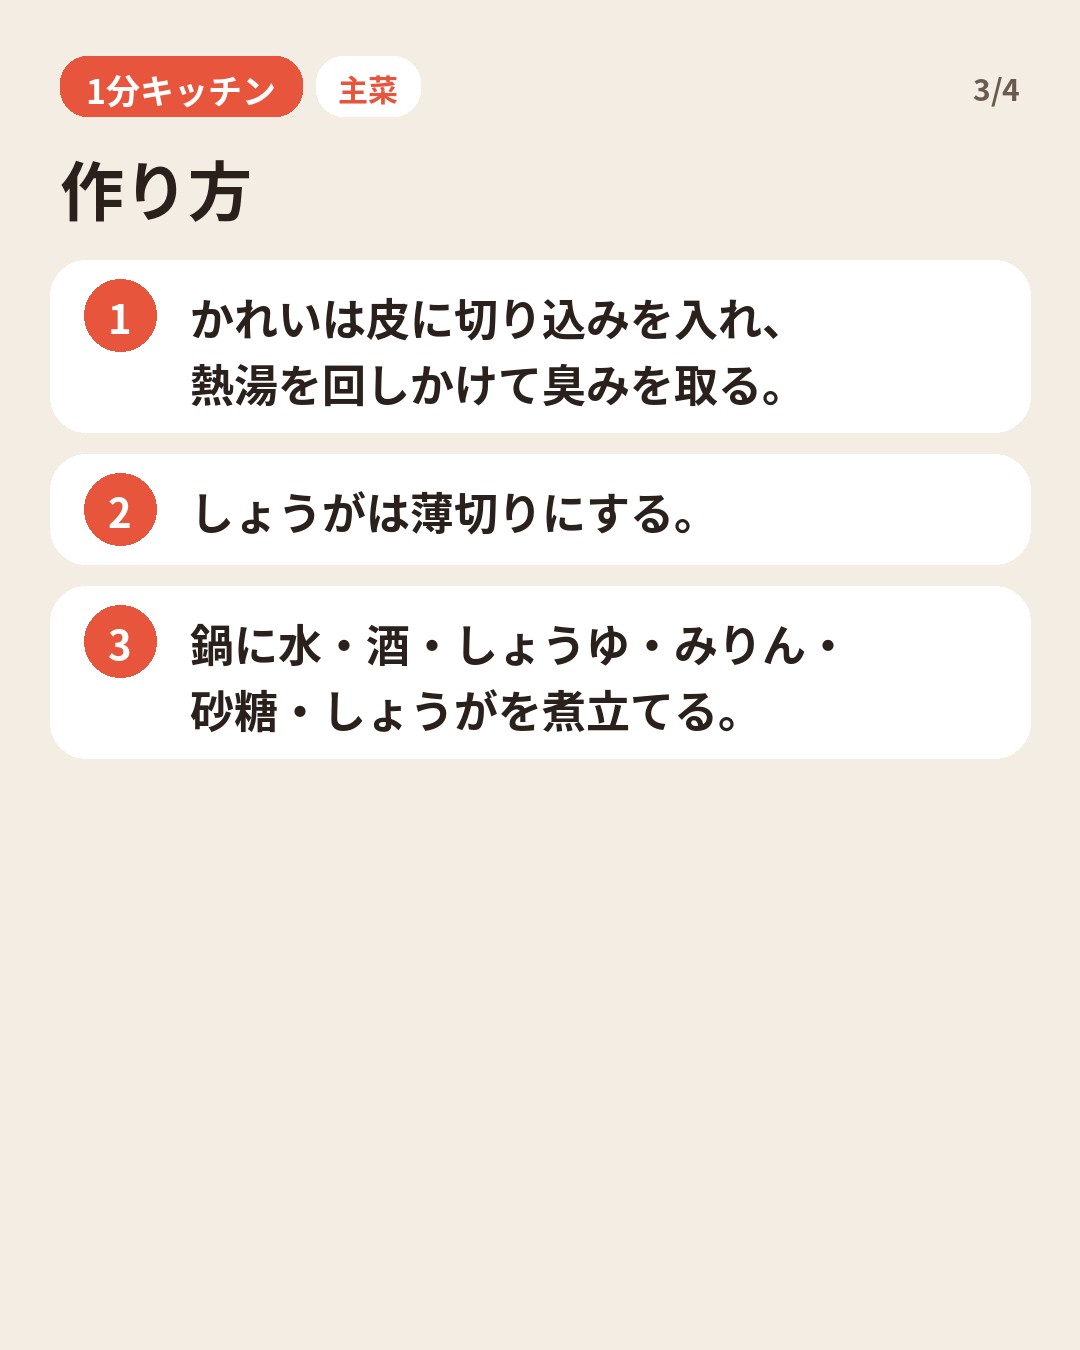 1分キッチン
主菜
3/4
作り方
1
かれいは皮に切り込みを入れ、
熱湯を回しかけて臭みを取る。
2
しょうがは薄切りにする。
3
鍋に水・酒・しょうゆ・みりん・
砂糖・しょうがを煮立てる。